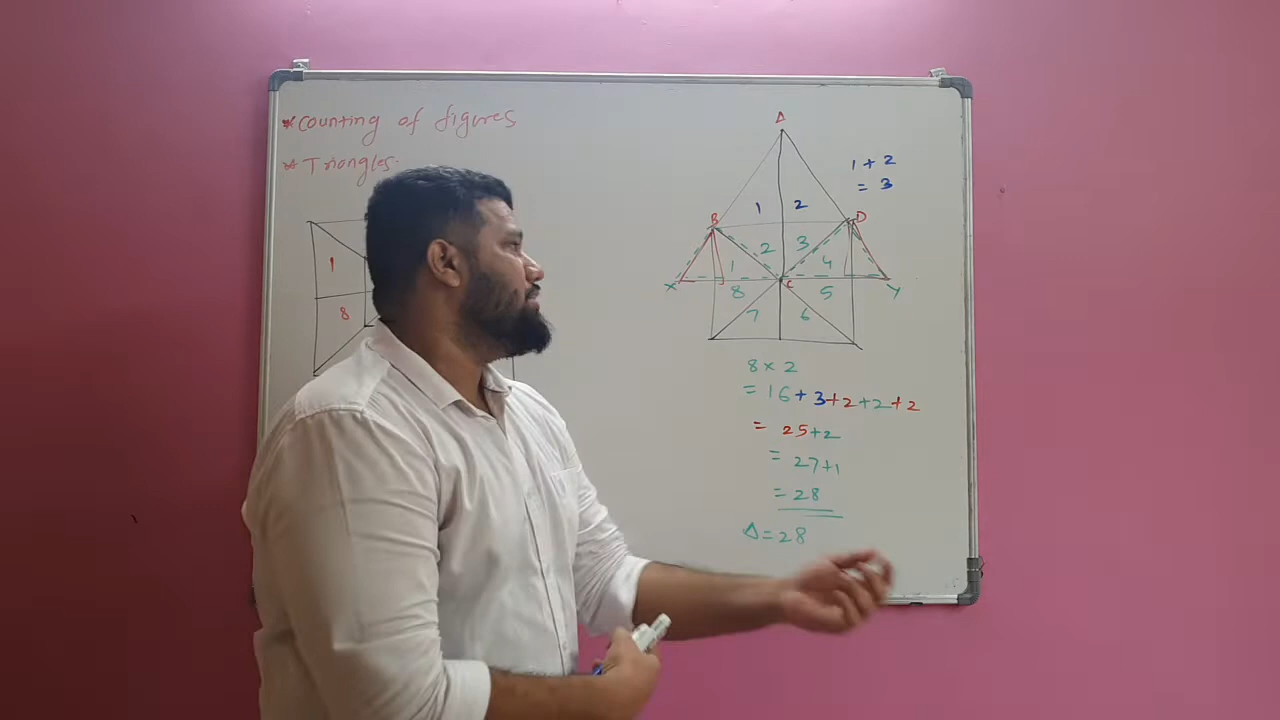 * Counting of figures
* Triangles.
1
8
A
1 + 2
= 3
B 1 2 D
2 3
1 4
X 8 C 5 Y
7 6
8 × 2
= 16 + 3 + 2 + 2 + 2
= 25 + 2
= 27 + 1
= 28
Δ = 28